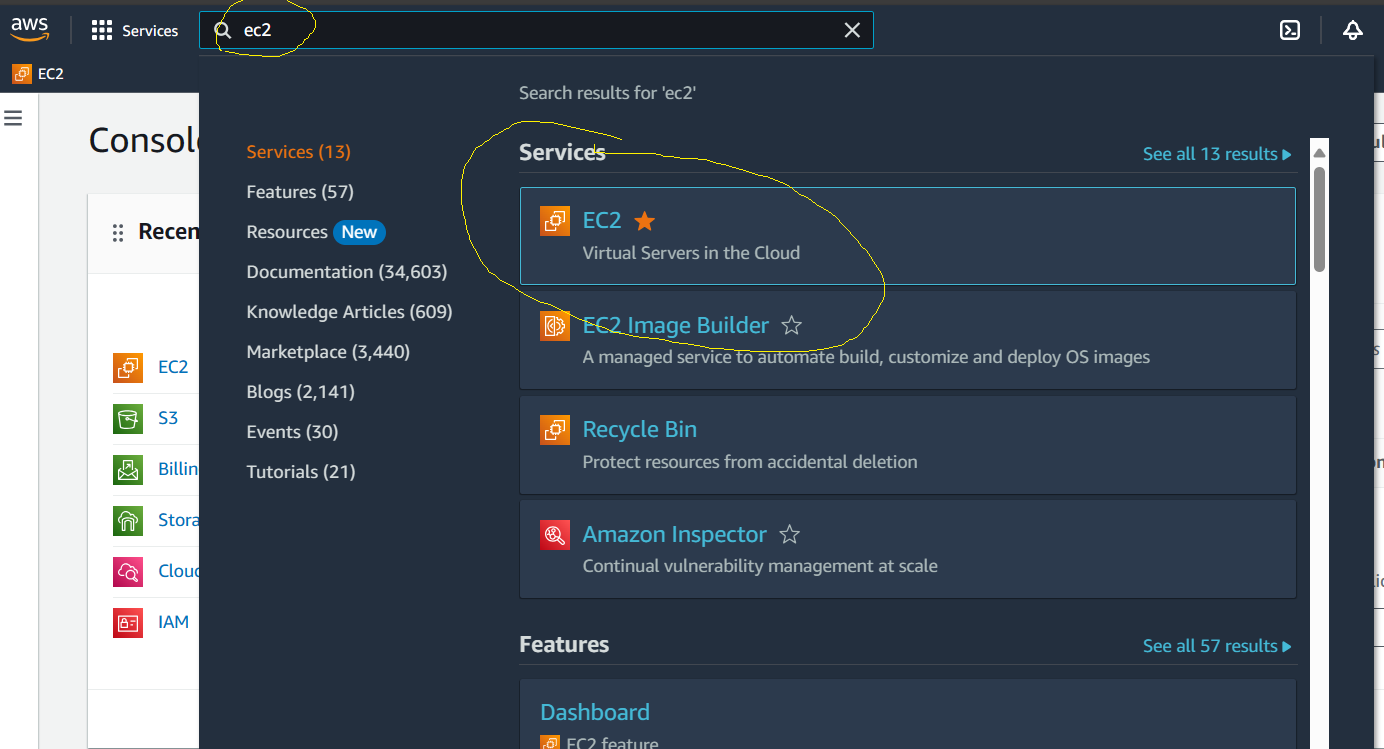 aws
Services
ec2
EC2
Search results for 'ec2'
Services (13)
Features (57)
Resources New
Documentation (34,603)
Knowledge Articles (609)
Marketplace (3,440)
Blogs (2,141)
Events (30)
Tutorials (21)
Services
See all 13 results
EC2
Virtual Servers in the Cloud
EC2 Image Builder
A managed service to automate build, customize and deploy OS images
Recycle Bin
Protect resources from accidental deletion
Amazon Inspector
Continual vulnerability management at scale
Features
See all 57 results
Dashboard
EC2 feature
Consol
Recen
EC2
S3
Billin
Stora
Cloud
IAM